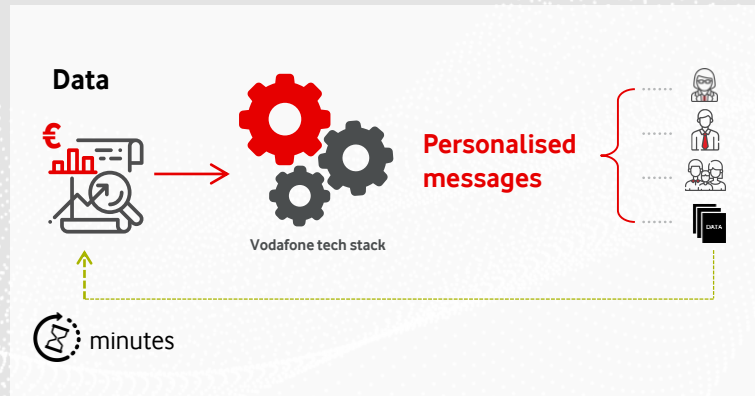 Data
€
Personalised
messages
DATA
Vodafone tech stack
minutes